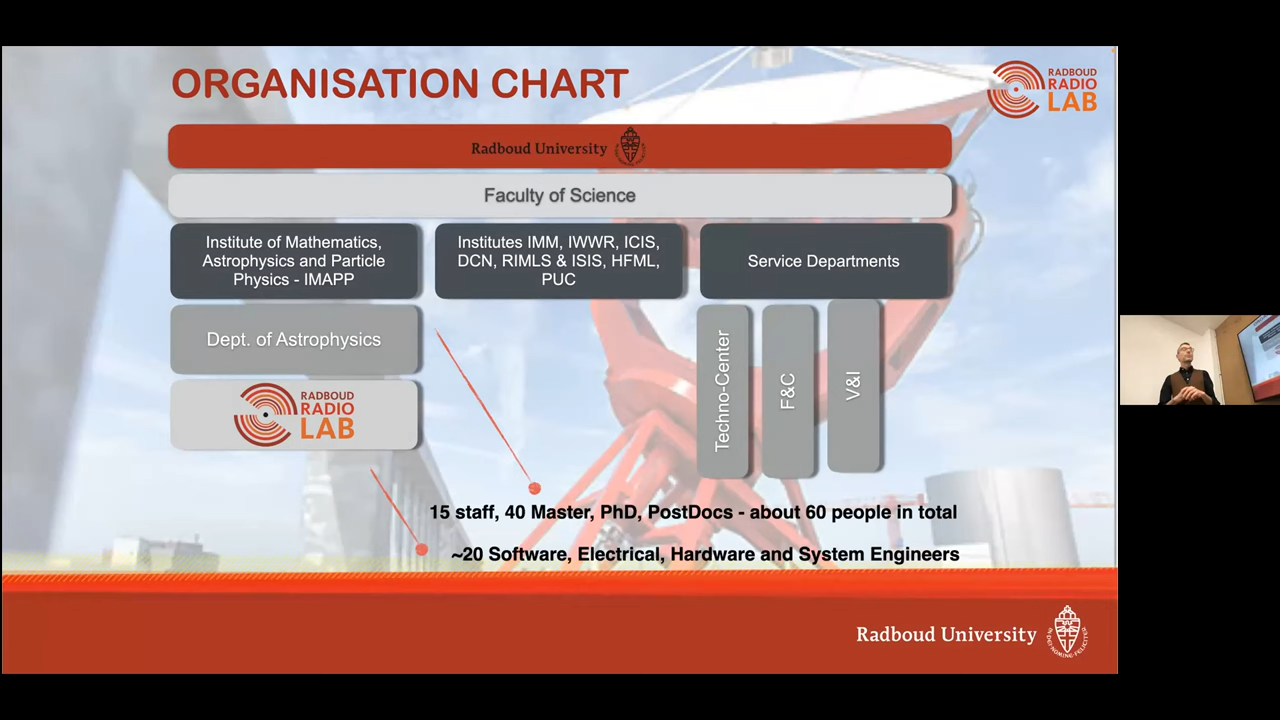 ORGANISATION CHART
RADBOUD
RADIO
LAB
Radboud University
Faculty of Science
Institute of Mathematics,
Astrophysics and Particle
Physics - IMAPP
Institutes IMM, IWWR, ICIS,
DCN, RIMLS & ISIS, HFML,
PUC
Service Departments
Dept. of Astrophysics
RADBOUD
RADIO
LAB
Techno-Center
F&C
V&I
15 staff, 40 Master, PhD, PostDocs - about 60 people in total
~20 Software, Electrical, Hardware and System Engineers
Radboud University